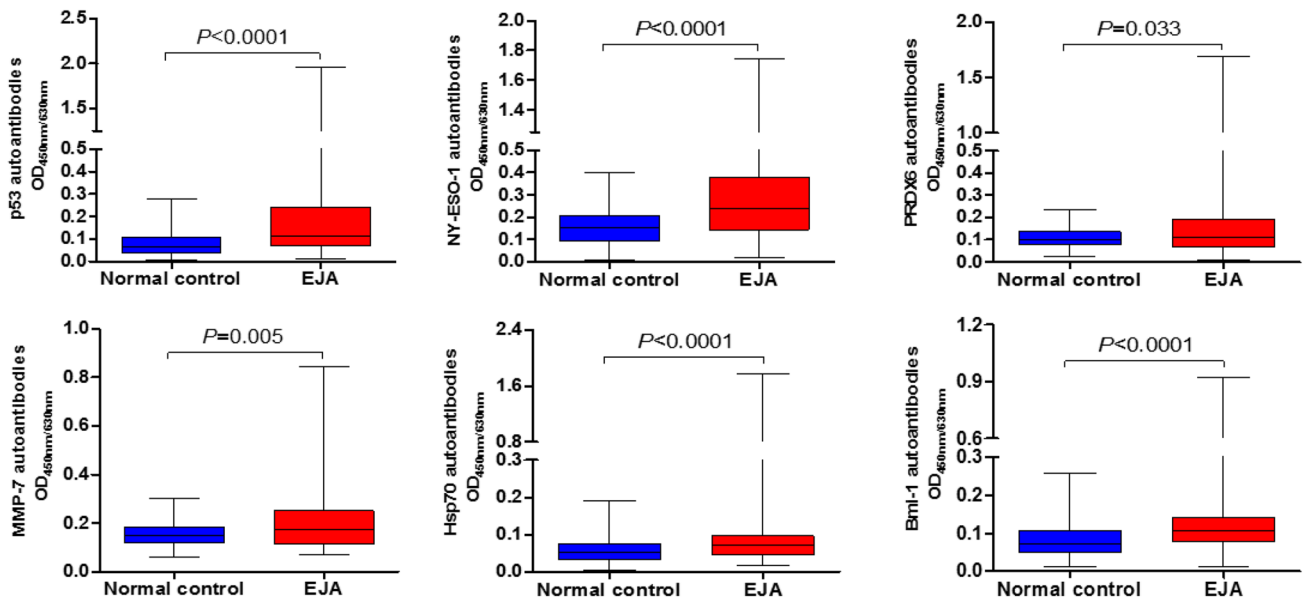 p53 autoantibodies
OD450nm/630nm
2.5
2.0
1.5
1.0
0.5
0.4
0.3
0.2
0.1
0.0
P<0.0001
Normal control
EJA
NY-ESO-1 autoantibodies
OD450nm/630nm
2.0
1.8
1.6
1.4
1.2
0.5
0.4
0.3
0.2
0.1
0.0
P<0.0001
Normal control
EJA
PRDX6 autoantibodies
OD450nm/630nm
2.0
1.5
1.0
0.5
0.4
0.3
0.2
0.1
0.0
P=0.033
Normal control
EJA
MMP-7 autoantibodies
OD450nm/630nm
1.0
0.8
0.6
0.4
0.2
0.0
P=0.005
Normal control
EJA
Hsp70 autoantibodies
OD450nm/630nm
2.4
1.6
0.8
0.3
0.2
0.1
0.0
P<0.0001
Normal control
EJA
BmI-1 autoantibodies
OD450nm/630nm
1.2
0.9
0.6
0.3
0.2
0.1
0.0
P<0.0001
Normal control
EJA